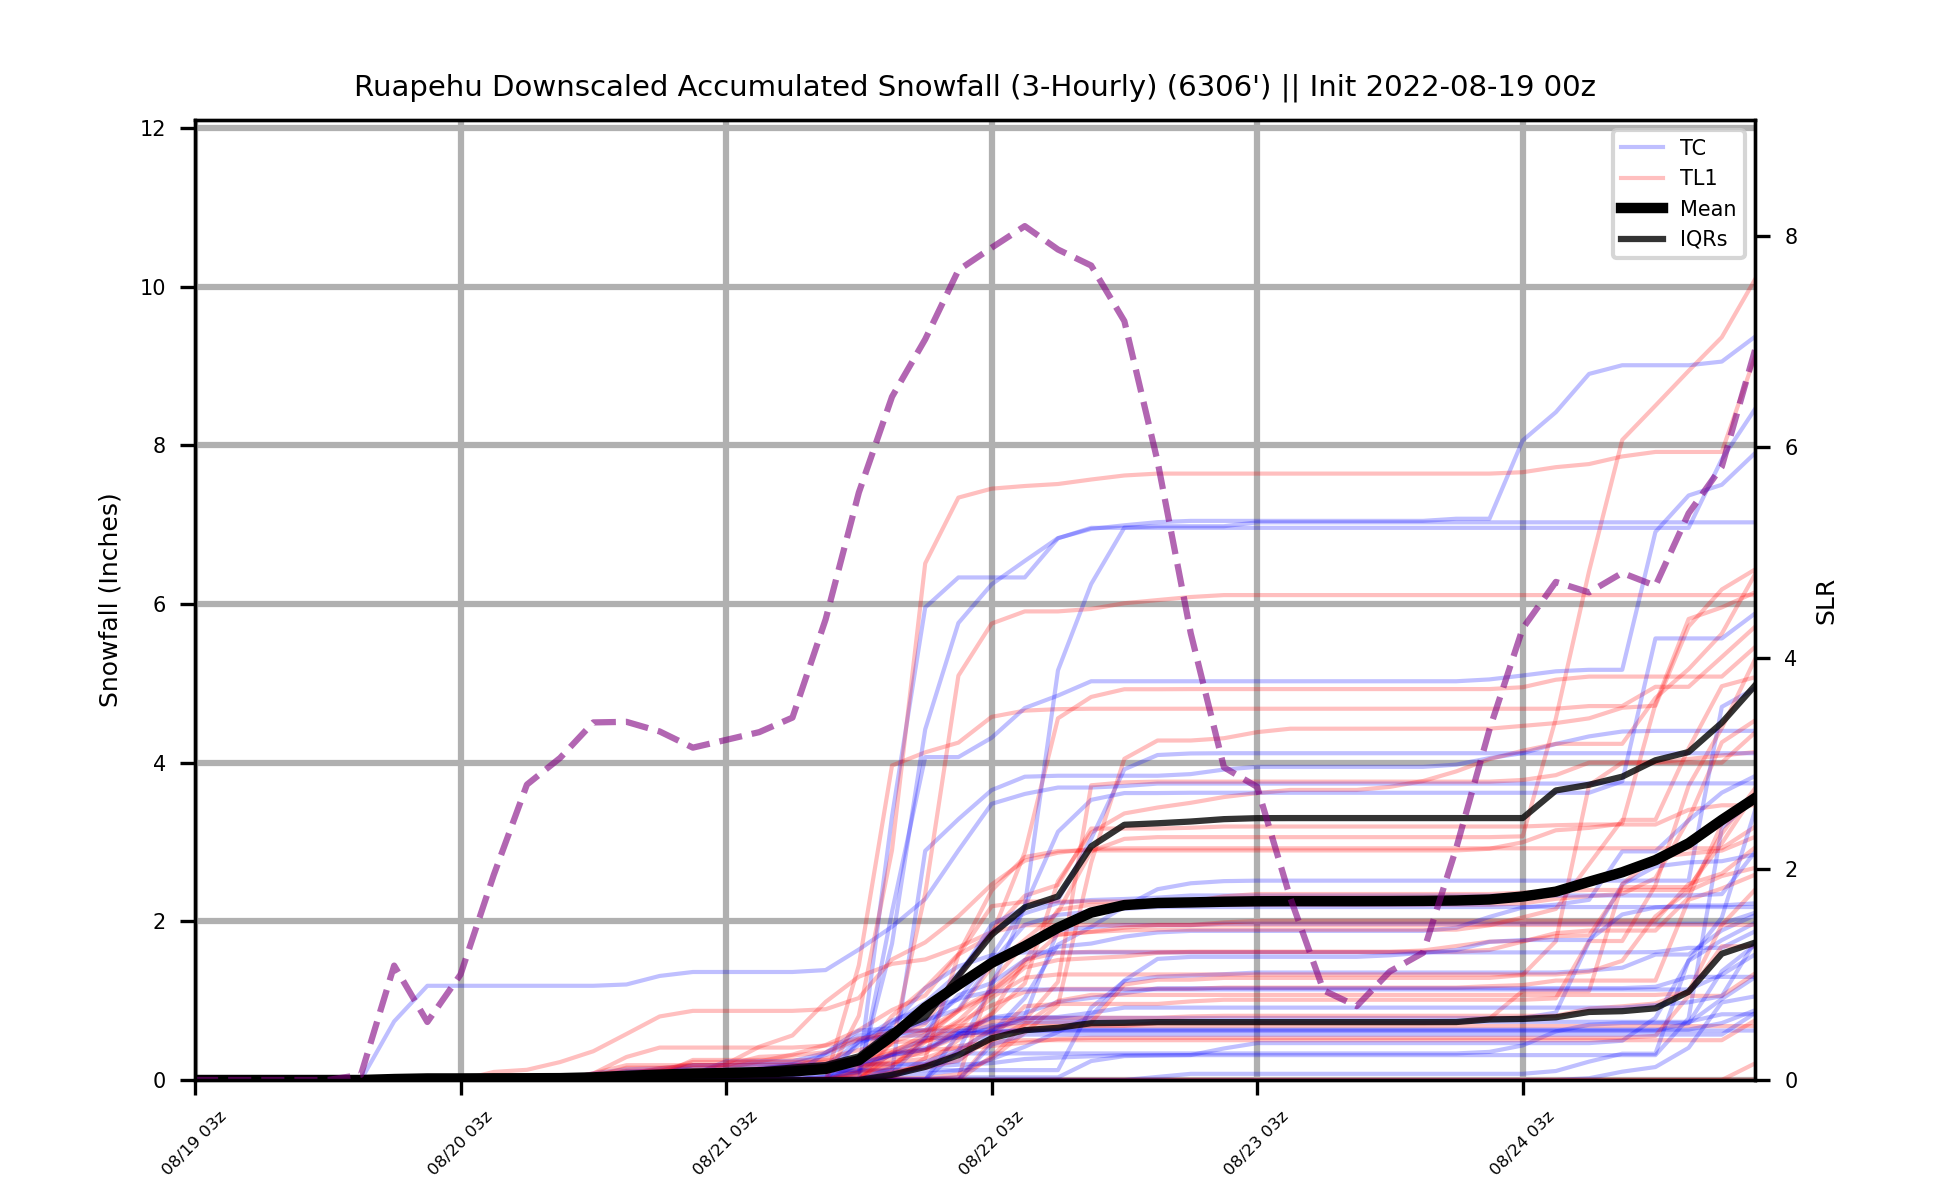 Ruapehu Downscaled Accumulated Snowfall (3-Hourly) (6306') || Init 2022-08-19 00z
12
10
8
6
4
2
0
Snowfall (Inches)
TC
TL1
Mean
IQRs
8
6
4
2
0
SLR
08/19 03z
08/20 03z
08/21 03z
08/22 03z
08/23 03z
08/24 03z